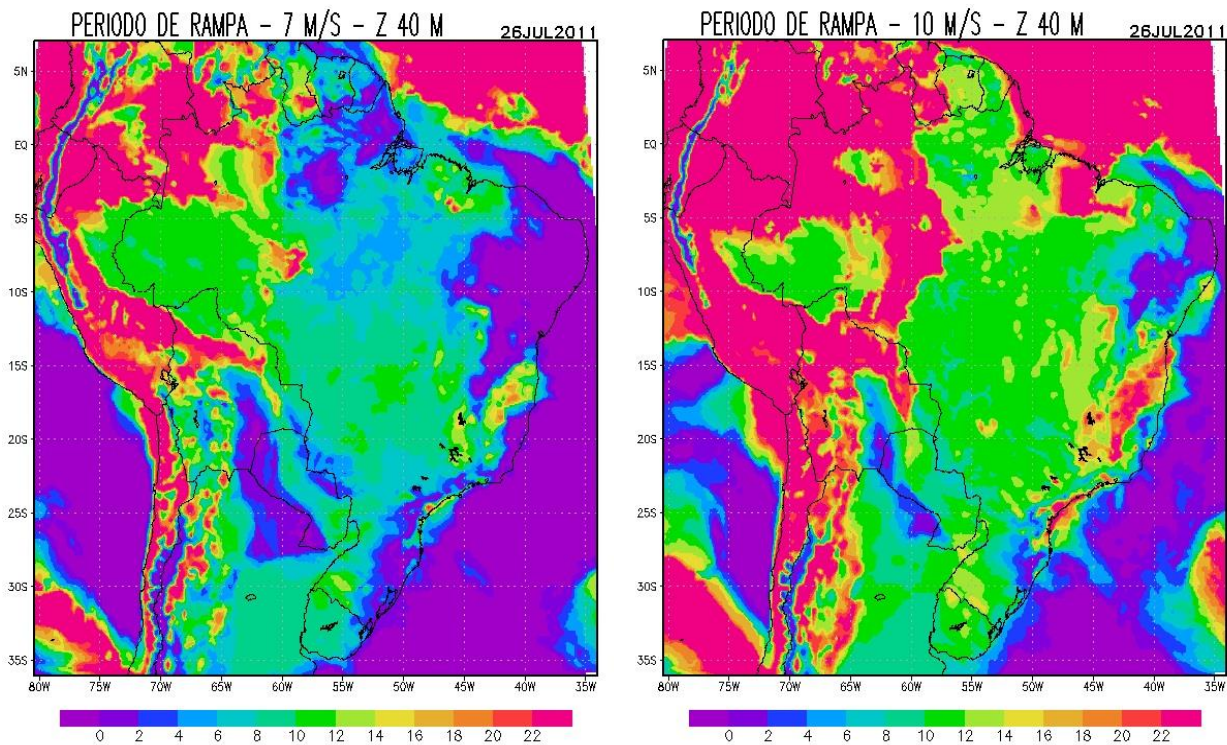 PERIODO DE RAMPA - 7 M/S - Z 40 M
26JUL2011
5N
EQ
5S
10S
15S
20S
25S
30S
35S
80W 75W 70W 65W 60W 55W 50W 45W 40W 35W
0 2 4 6 8 10 12 14 16 18 20 22
PERIODO DE RAMPA - 10 M/S - Z 40 M
26JUL2011
5N
EQ
5S
10S
15S
20S
25S
30S
35S
80W 75W 70W 65W 60W 55W 50W 45W 40W 35W
0 2 4 6 8 10 12 14 16 18 20 22